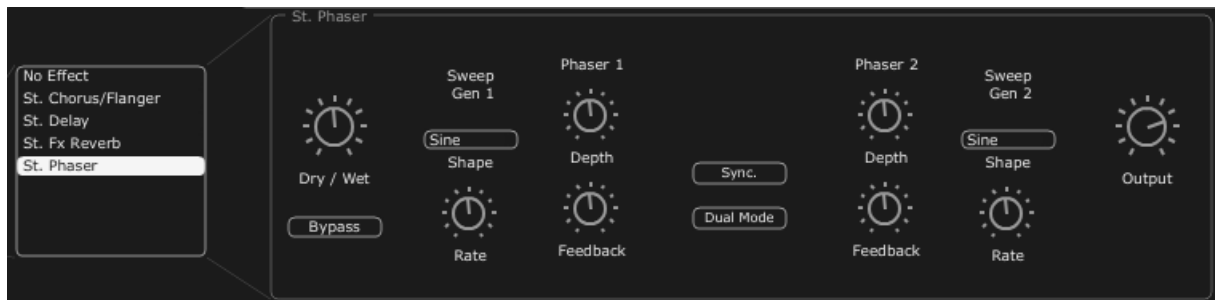 St. Phaser
No Effect
St. Chorus/Flanger
St. Delay
St. Fx Reverb
St. Phaser
Dry / Wet
Bypass
Sweep
Gen 1
Sine
Shape
Rate
Phaser 1
Depth
Feedback
Sync.
Dual Mode
Phaser 2
Depth
Feedback
Sweep
Gen 2
Sine
Shape
Rate
Output